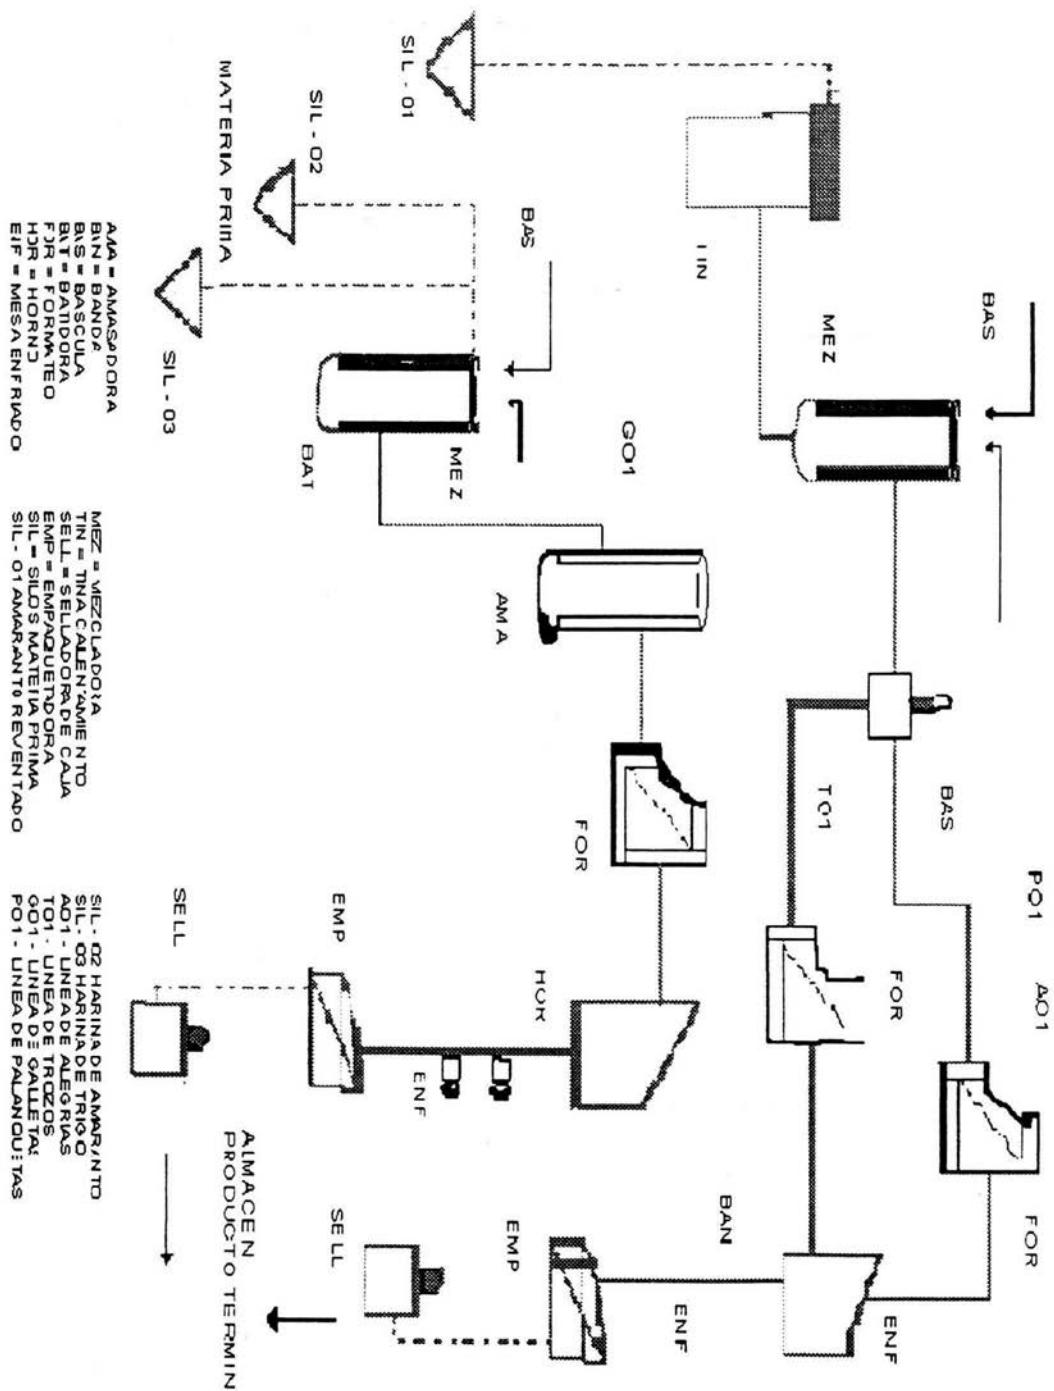 BAS
PO1
AO1
MEZ
BAS
FOR
FOR
ENF
TO1
BAN
ENF
SIL - 01
BAS
GO1
MEZ
FOR
HOR
EMP
SELL
SIL - 02
BAT
AMA
ENF
EMP
ALMACEN
PRODUCTO TERMIN
MATERIA PRIMA
SIL - 03
SELL
AMA = AMASADORA
BAN = BANDA
BAS = BASCULA
BAT = BATIDORA
FOR = FORMATEO
HOR = HORNO
= MESA ENFRIADO
MEZ = MEZCLADORA
TIN = TINA CALENTAMIENTO
SELL = SELLADORA DE CAJA
EMP = EMPAQUETADORA
SIL = SILOS MATERIA PRIMA
SIL - 01 AMARANTO REVENTADO
SIL - 02 HARINA DE AMARANTO
SIL - 03 HARINA DE TRIGO
AO1 - LINEA DE ALEGRIAS
TO1 - LINEA DE TROZOS
GO1 - LINEA DE GALLETAS
PO1 - LINEA DE PALANQUETAS